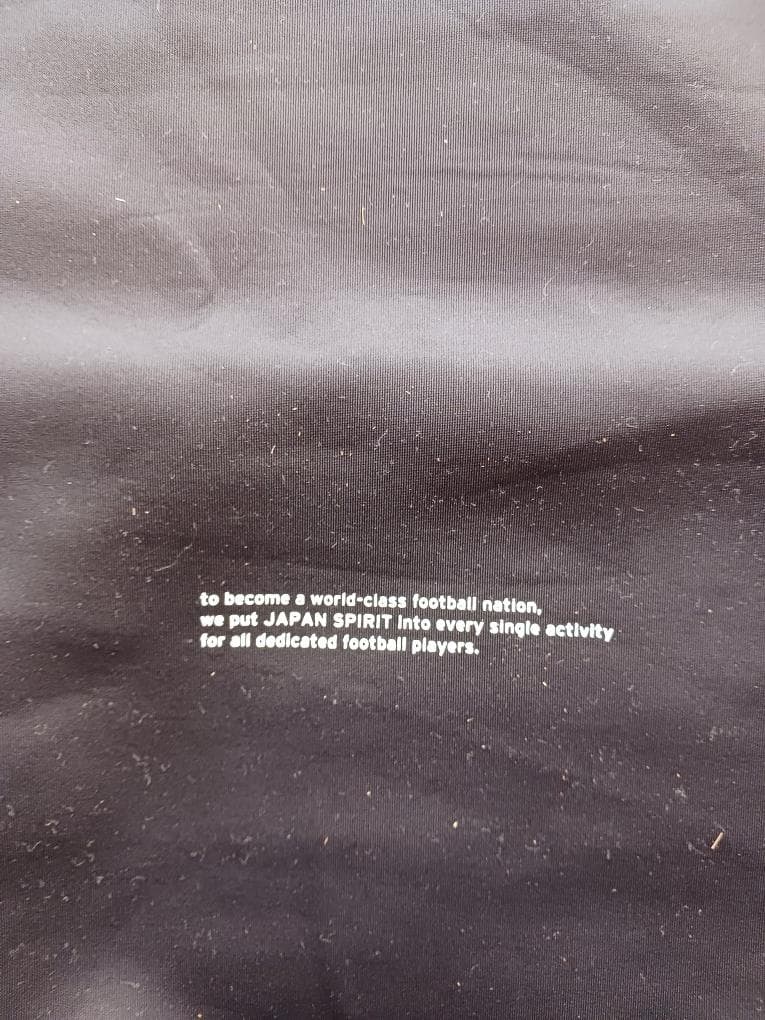 to become a world-class football nation,
we put JAPAN SPIRIT into every single activity
for all dedicated football players.